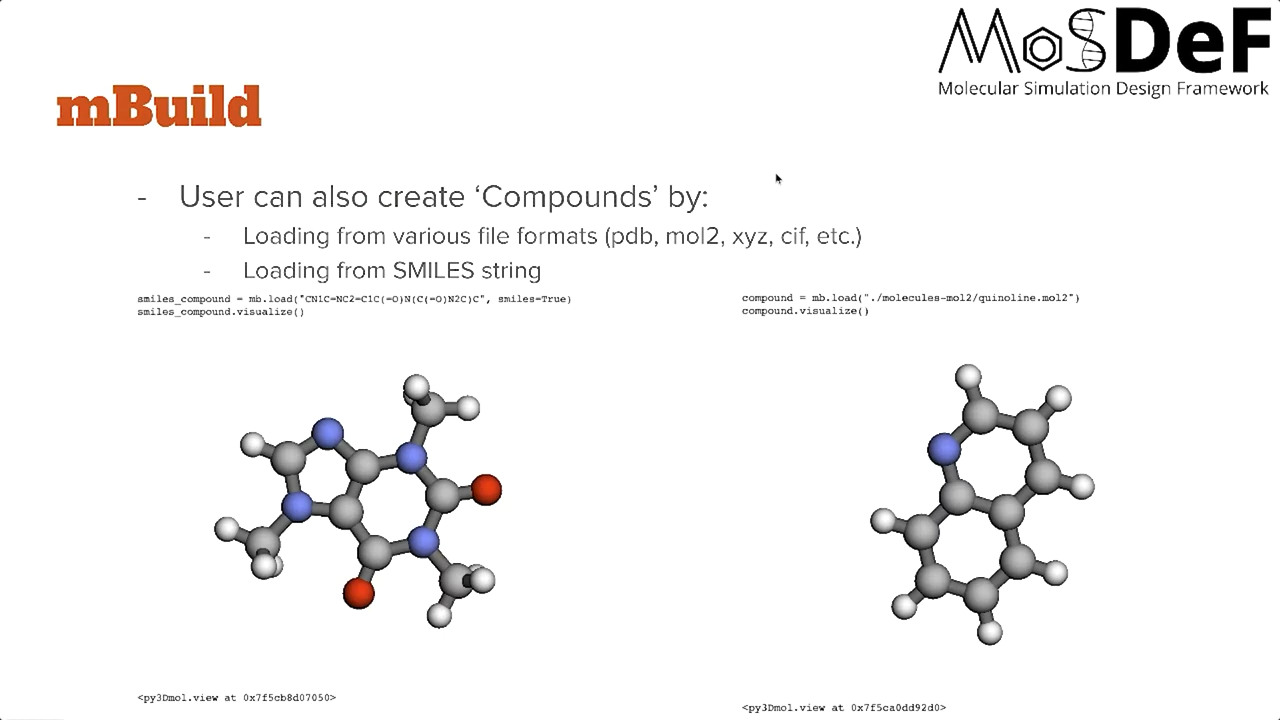 MoSDeF
Molecular Simulation Design Framework
mBuild
- User can also create ‘Compounds’ by:
- Loading from various file formats (pdb, mol2, xyz, cif, etc.)
- Loading from SMILES string
smiles_compound = mb.load("CN1C=NC2=C1C(=O)N(C(=O)N2C)C", smiles=True)
smiles_compound.visualize()
compound = mb.load("./molecules-mol2/quinoline.mol2")
compound.visualize()
<py3Dmol.view at 0x7f5cb8d07050>
<py3Dmol.view at 0x7f5ca0dd92d0>